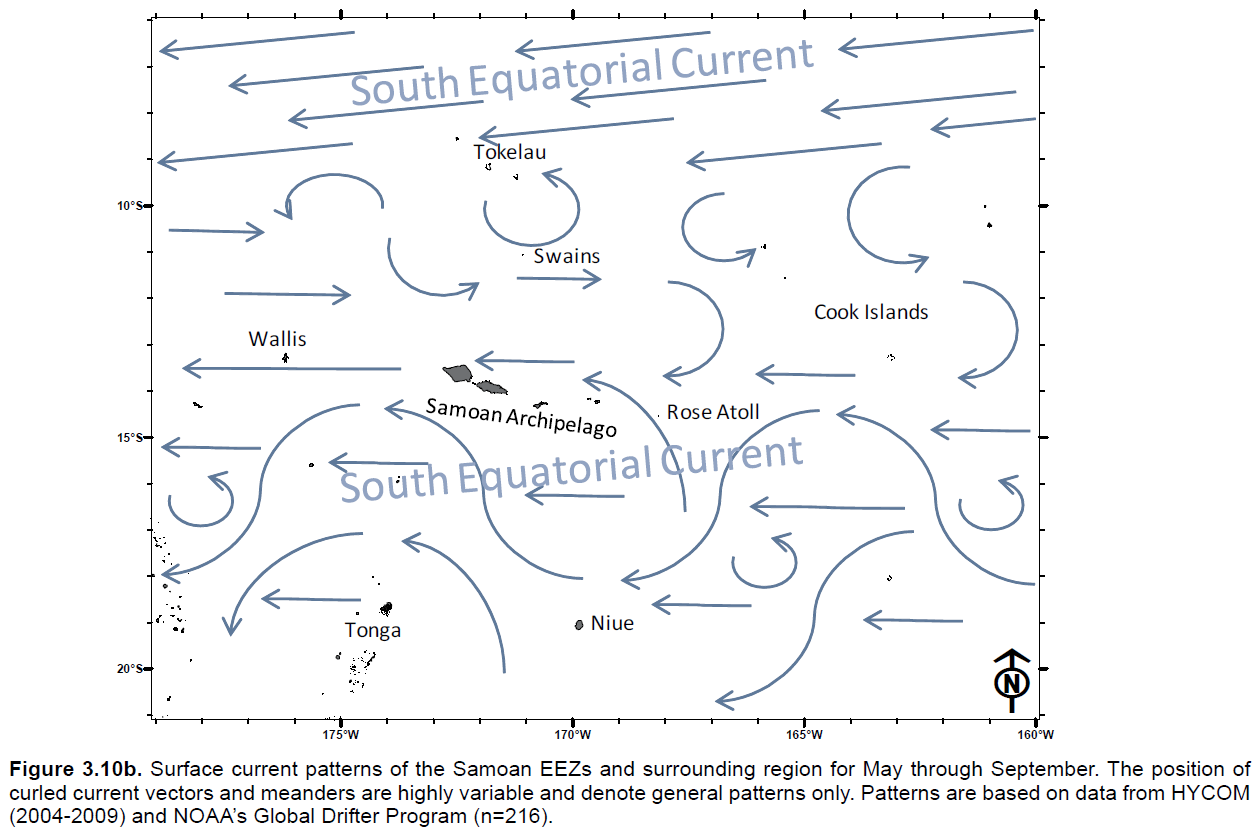 South Equatorial Current
Tokelau
10°S
Swains
Cook Islands
Wallis
Samoan Archipelago
Rose Atoll
15°S
South Equatorial Current
Tonga
Niue
20°S
N
175°W
170°W
165°W
160°W
Figure 3.10b. Surface current patterns of the Samoan EEZs and surrounding region for May through September. The position of
curled current vectors and meanders are highly variable and denote general patterns only. Patterns are based on data from HYCOM
(2004-2009) and NOAA's Global Drifter Program (n=216).